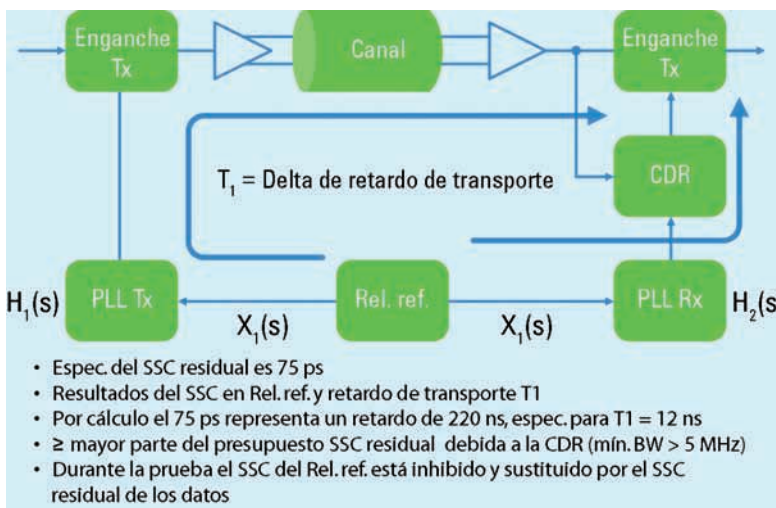 Enganche
Tx
Canal
Enganche
Tx
T1 = Delta de retardo de transporte
CDR
H1(s)
PLL Tx
X1(s)
Rel. ref.
X1(s)
PLL Rx
H2(s
• Espec. del SSC residual es 75 ps
• Resultados del SSC en Rel. ref. y retardo de transporte T1
• Por cálculo el 75 ps representa un retardo de 220 ns, espec. para T1 = 12 ns
• ≥ mayor parte del presupuesto SSC residual debida a la CDR (mín. BW > 5 MHz)
• Durante la prueba el SSC del Rel. ref. está inhibido y sustituido por el SSC
residual de los datos